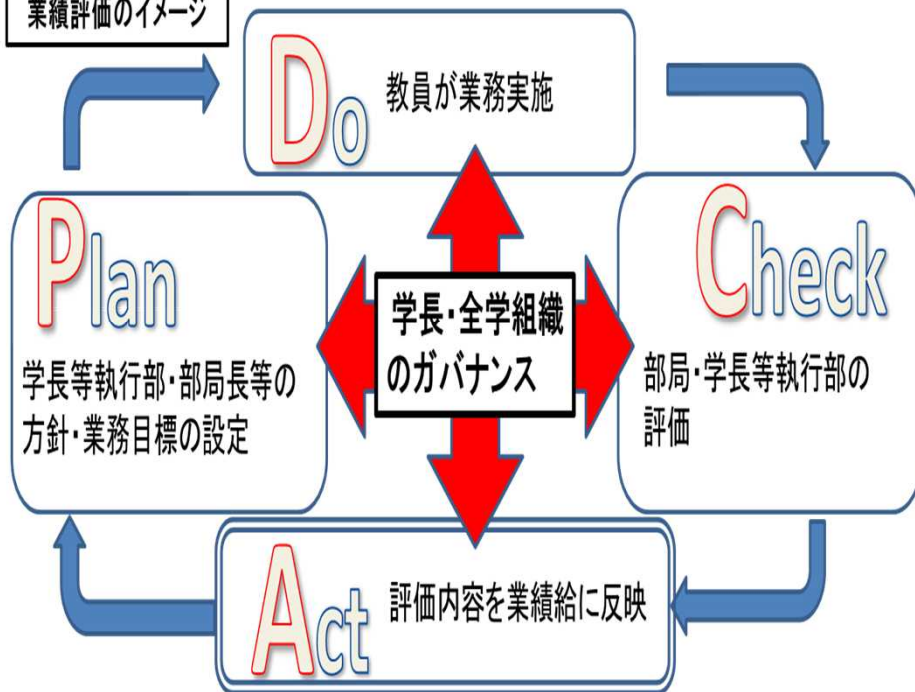 業績評価のイメージ
Do 教員が業務実施
Plan
学長等執行部・部局長等の
方針・業務目標の設定
学長・全学組織
のガバナンス
Check
部局・学長等執行部の
評価
Act 評価内容を業績給に反映